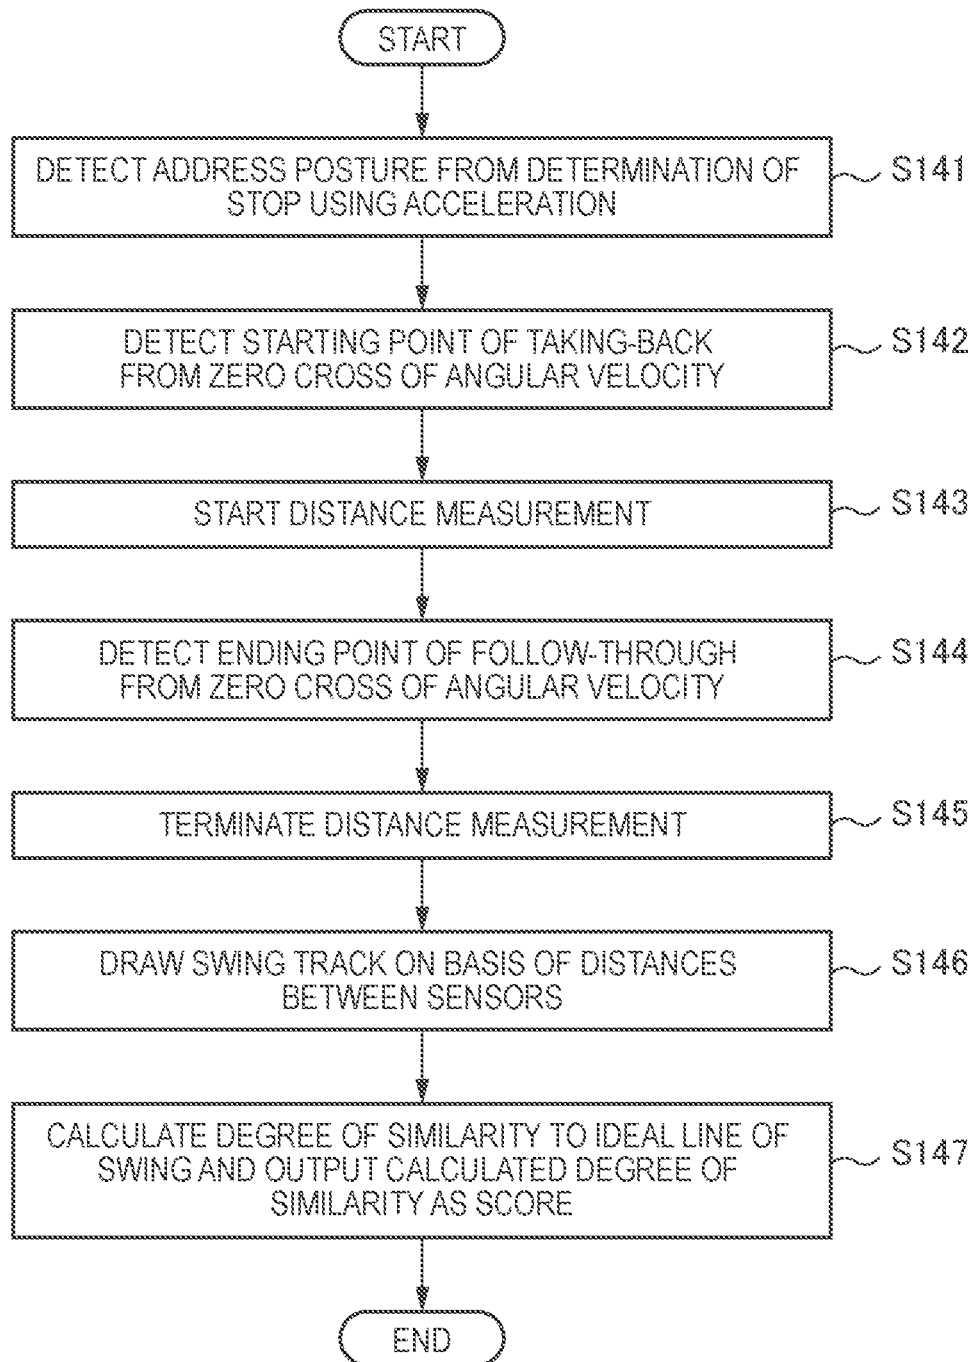 START
DETECT ADDRESS POSTURE FROM DETERMINATION OF
STOP USING ACCELERATION
S141
DETECT STARTING POINT OF TAKING-BACK
FROM ZERO CROSS OF ANGULAR VELOCITY
S142
START DISTANCE MEASUREMENT
S143
DETECT ENDING POINT OF FOLLOW-THROUGH
FROM ZERO CROSS OF ANGULAR VELOCITY
S144
TERMINATE DISTANCE MEASUREMENT
S145
DRAW SWING TRACK ON BASIS OF DISTANCES
BETWEEN SENSORS
S146
CALCULATE DEGREE OF SIMILARITY TO IDEAL LINE OF
SWING AND OUTPUT CALCULATED DEGREE OF
SIMILARITY AS SCORE
S147
END